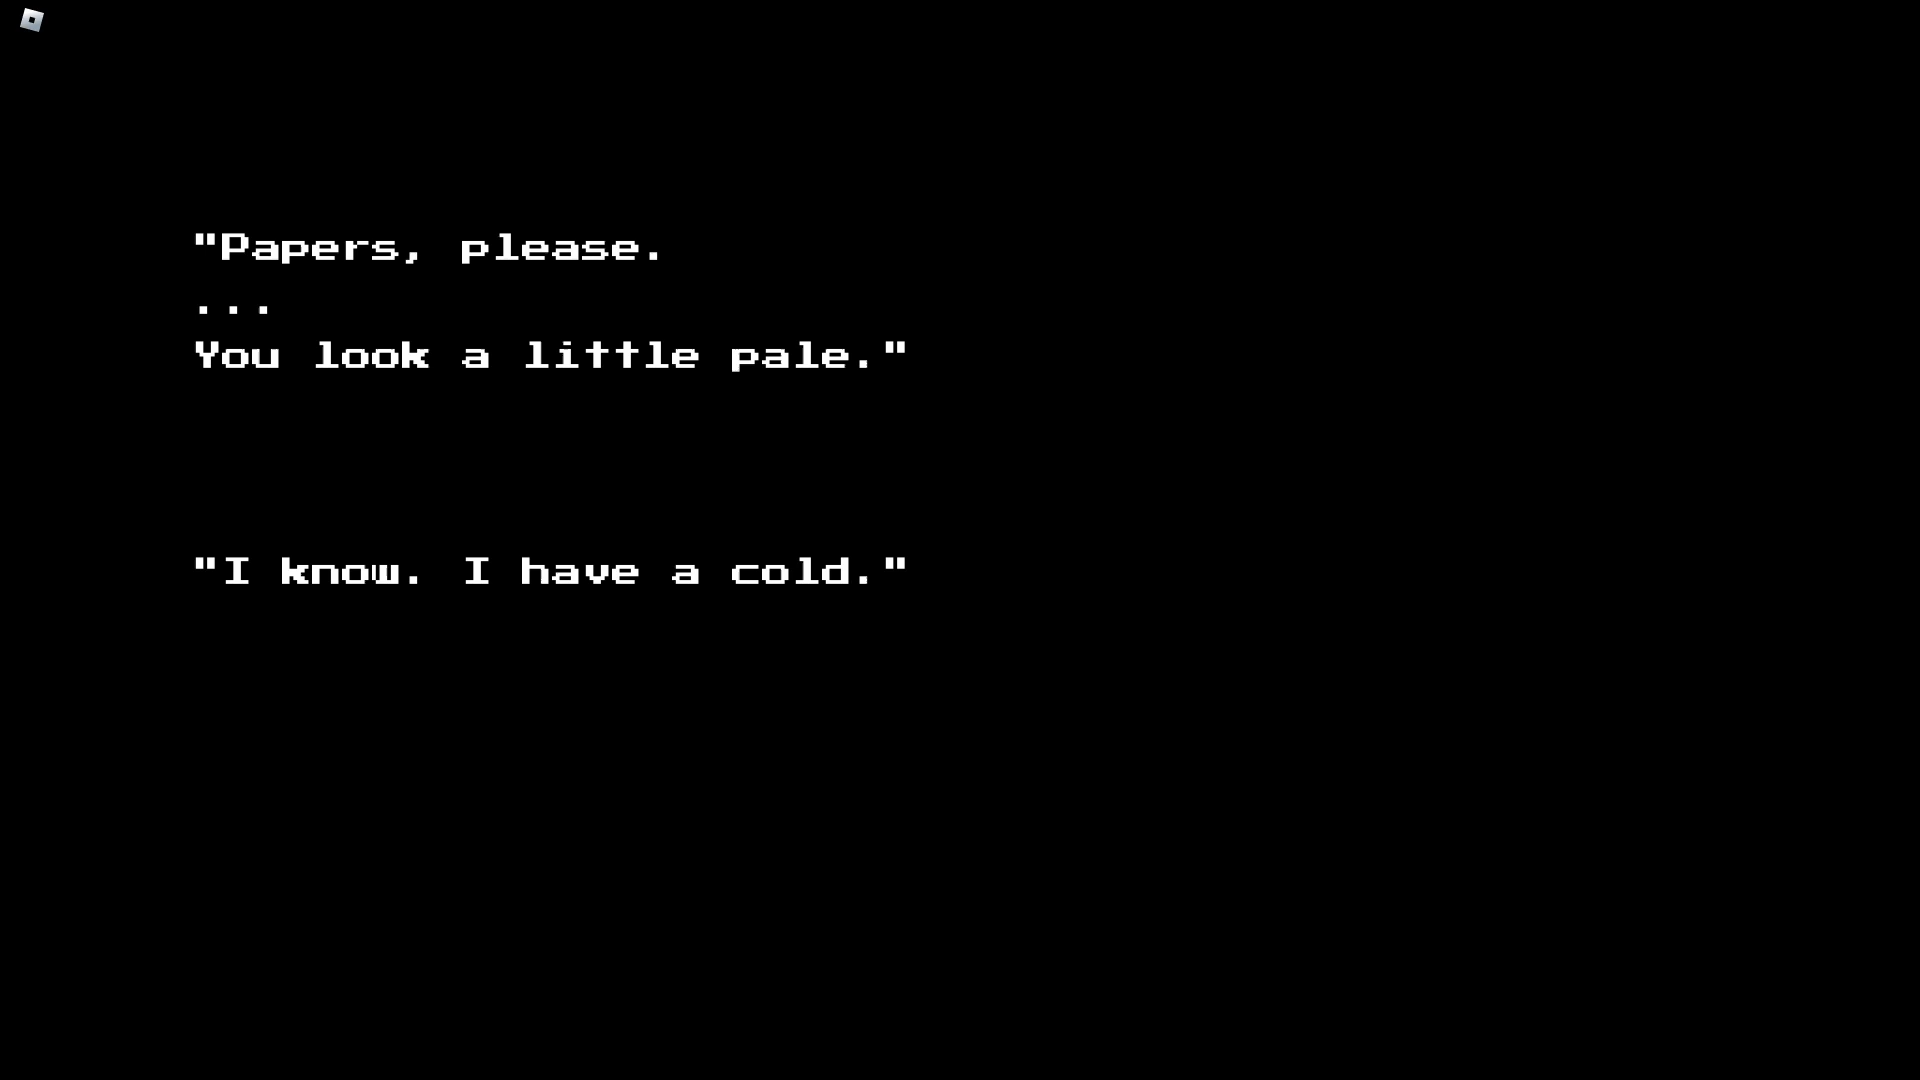 "Papers, please.
...
You look a little pale."
"I know. I have a cold."